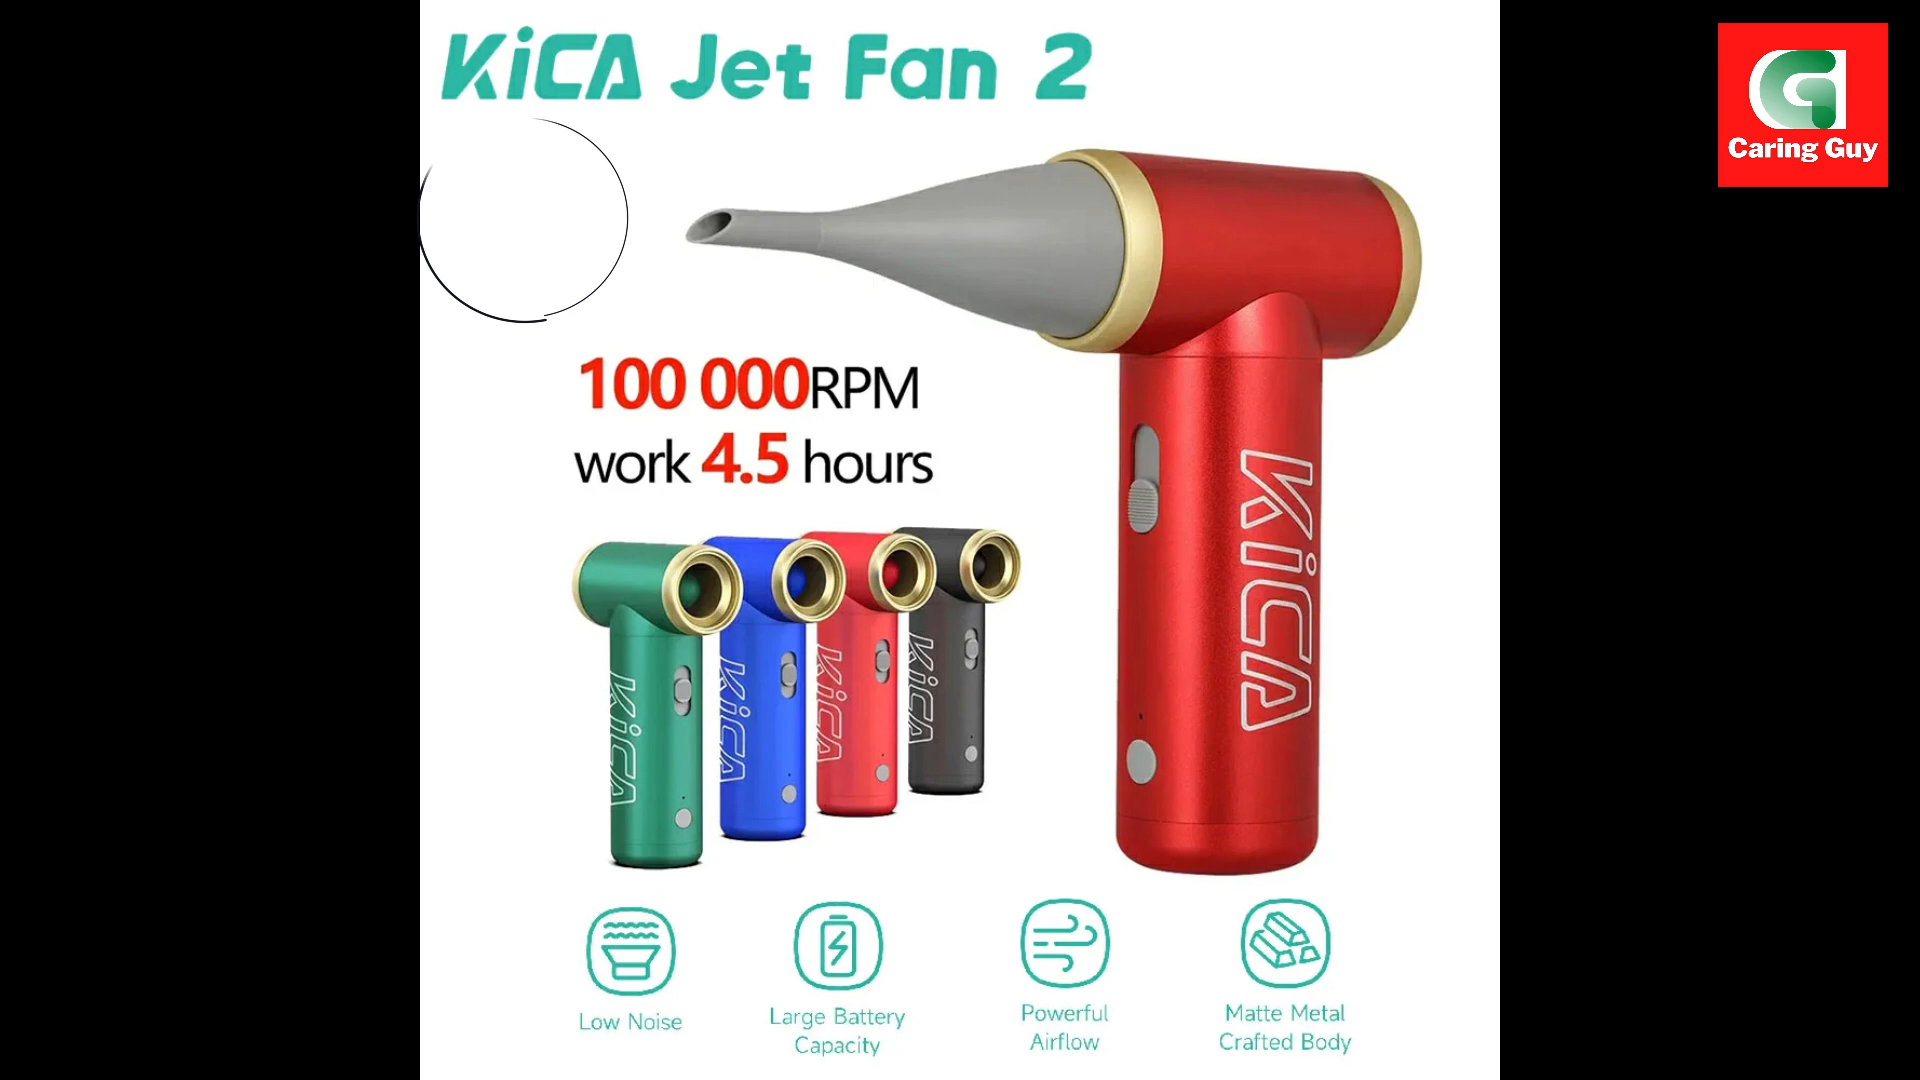 KiCA Jet Fan 2
Caring Guy
100 000RPM
work 4.5 hours
KiCA
KiCA
KiCA
KiCA
KiCA
Low Noise
Large Battery
Capacity
Powerful
Airflow
Matte Metal
Crafted Body